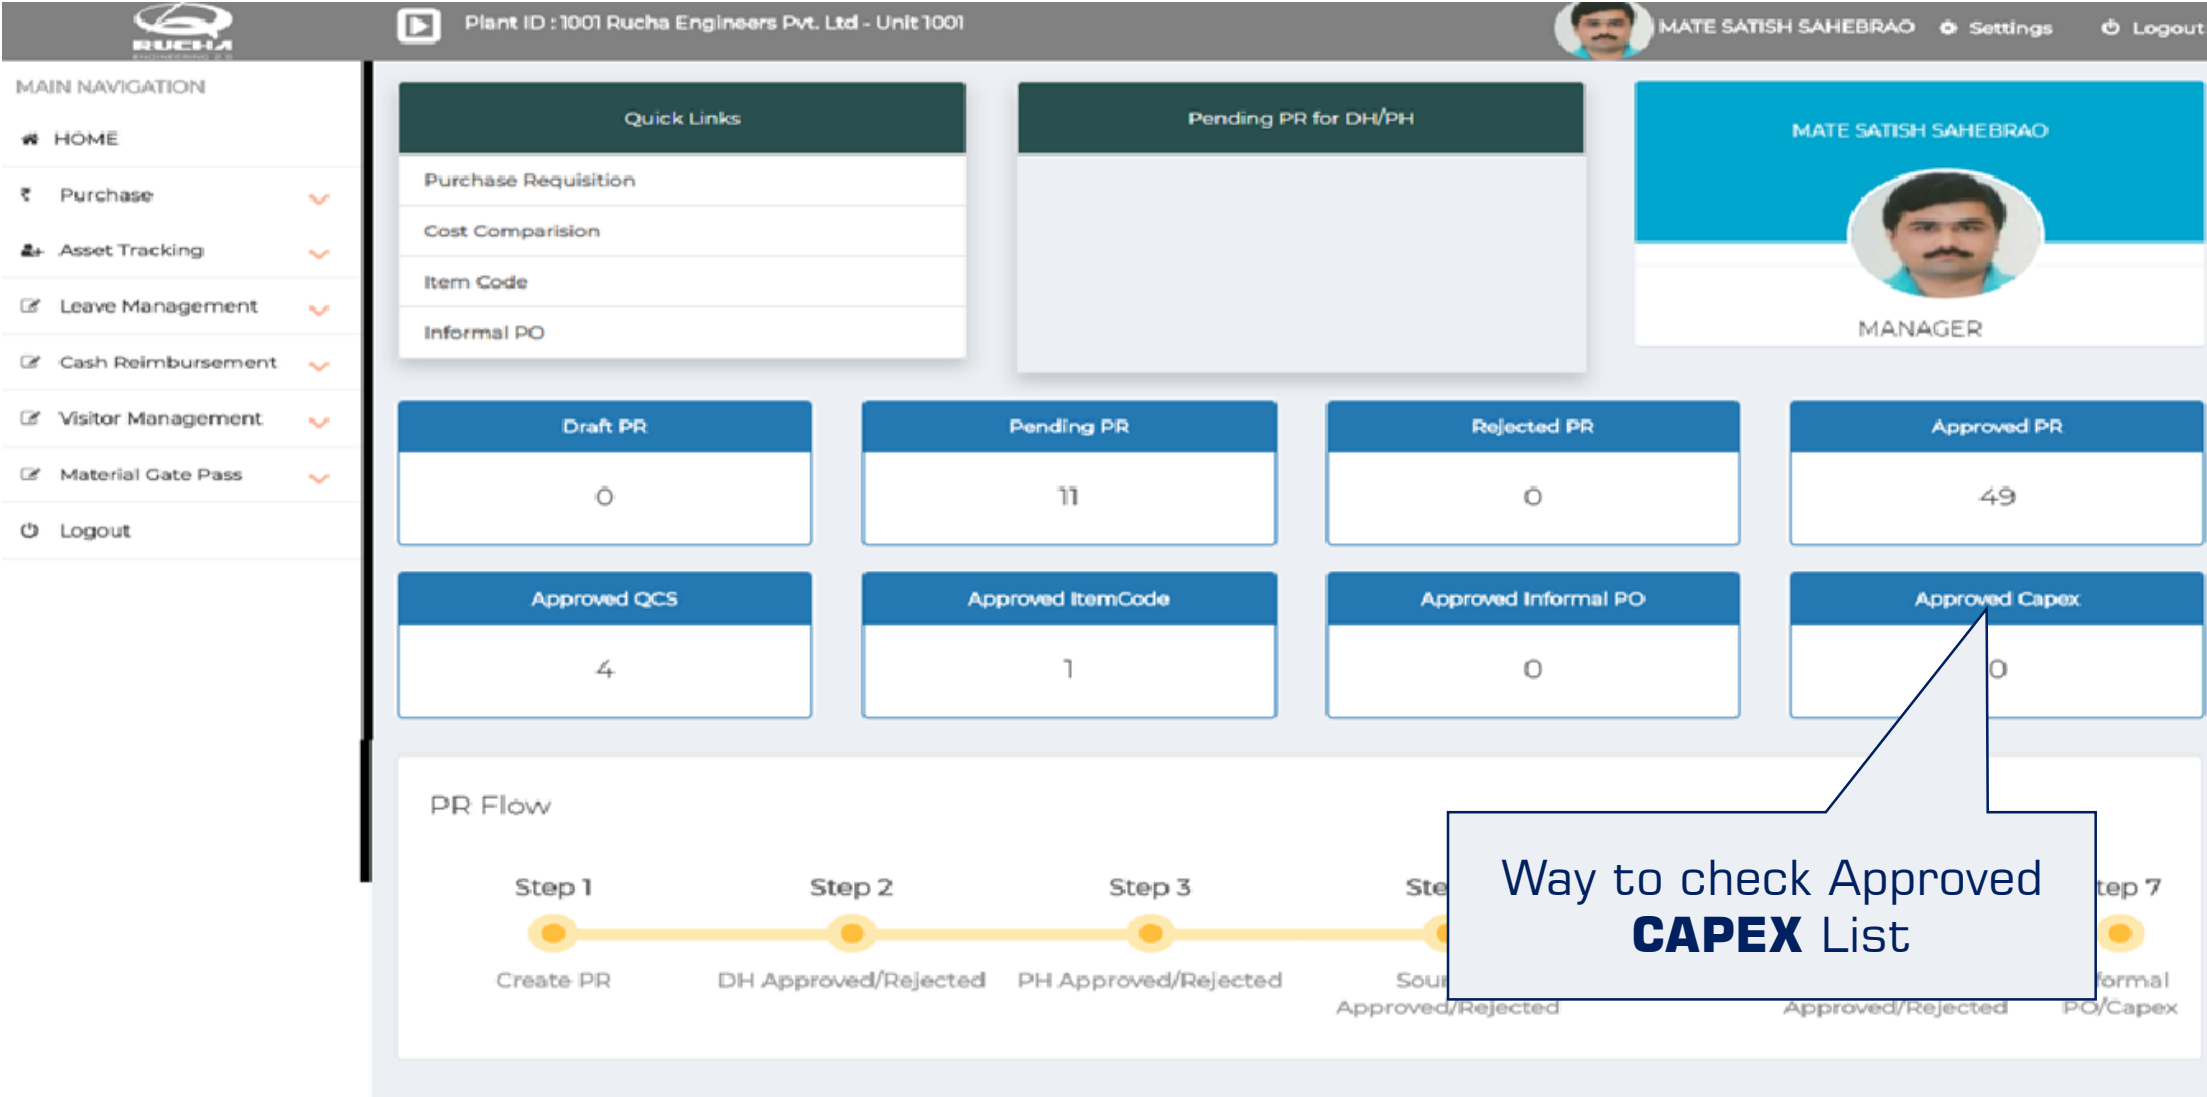 RUCHA
Plant ID : 1001 Rucha Engineers Pvt. Ltd - Unit 1001
MATE SATISH SAHEBRAO
Settings
Logout
MAIN NAVIGATION
HOME
Purchase
Asset Tracking
Leave Management
Cash Reimbursement
Visitor Management
Material Gate Pass
Logout
Quick Links
Purchase Requisition
Cost Comparision
Item Code
Informal PO
Pending PR for DH/PH
MATE SATISH SAHEBRAO
MANAGER
Draft PR
0
Pending PR
11
Rejected PR
0
Approved PR
49
Approved QCS
4
Approved ItemCode
1
Approved Informal PO
0
Approved Capex
0
PR Flow
Step 1
Create PR
Step 2
DH Approved/Rejected
Step 3
PH Approved/Rejected
Approved/Rejected
Approved/Rejected
PO/Capex
Way to check Approved
CAPEX List